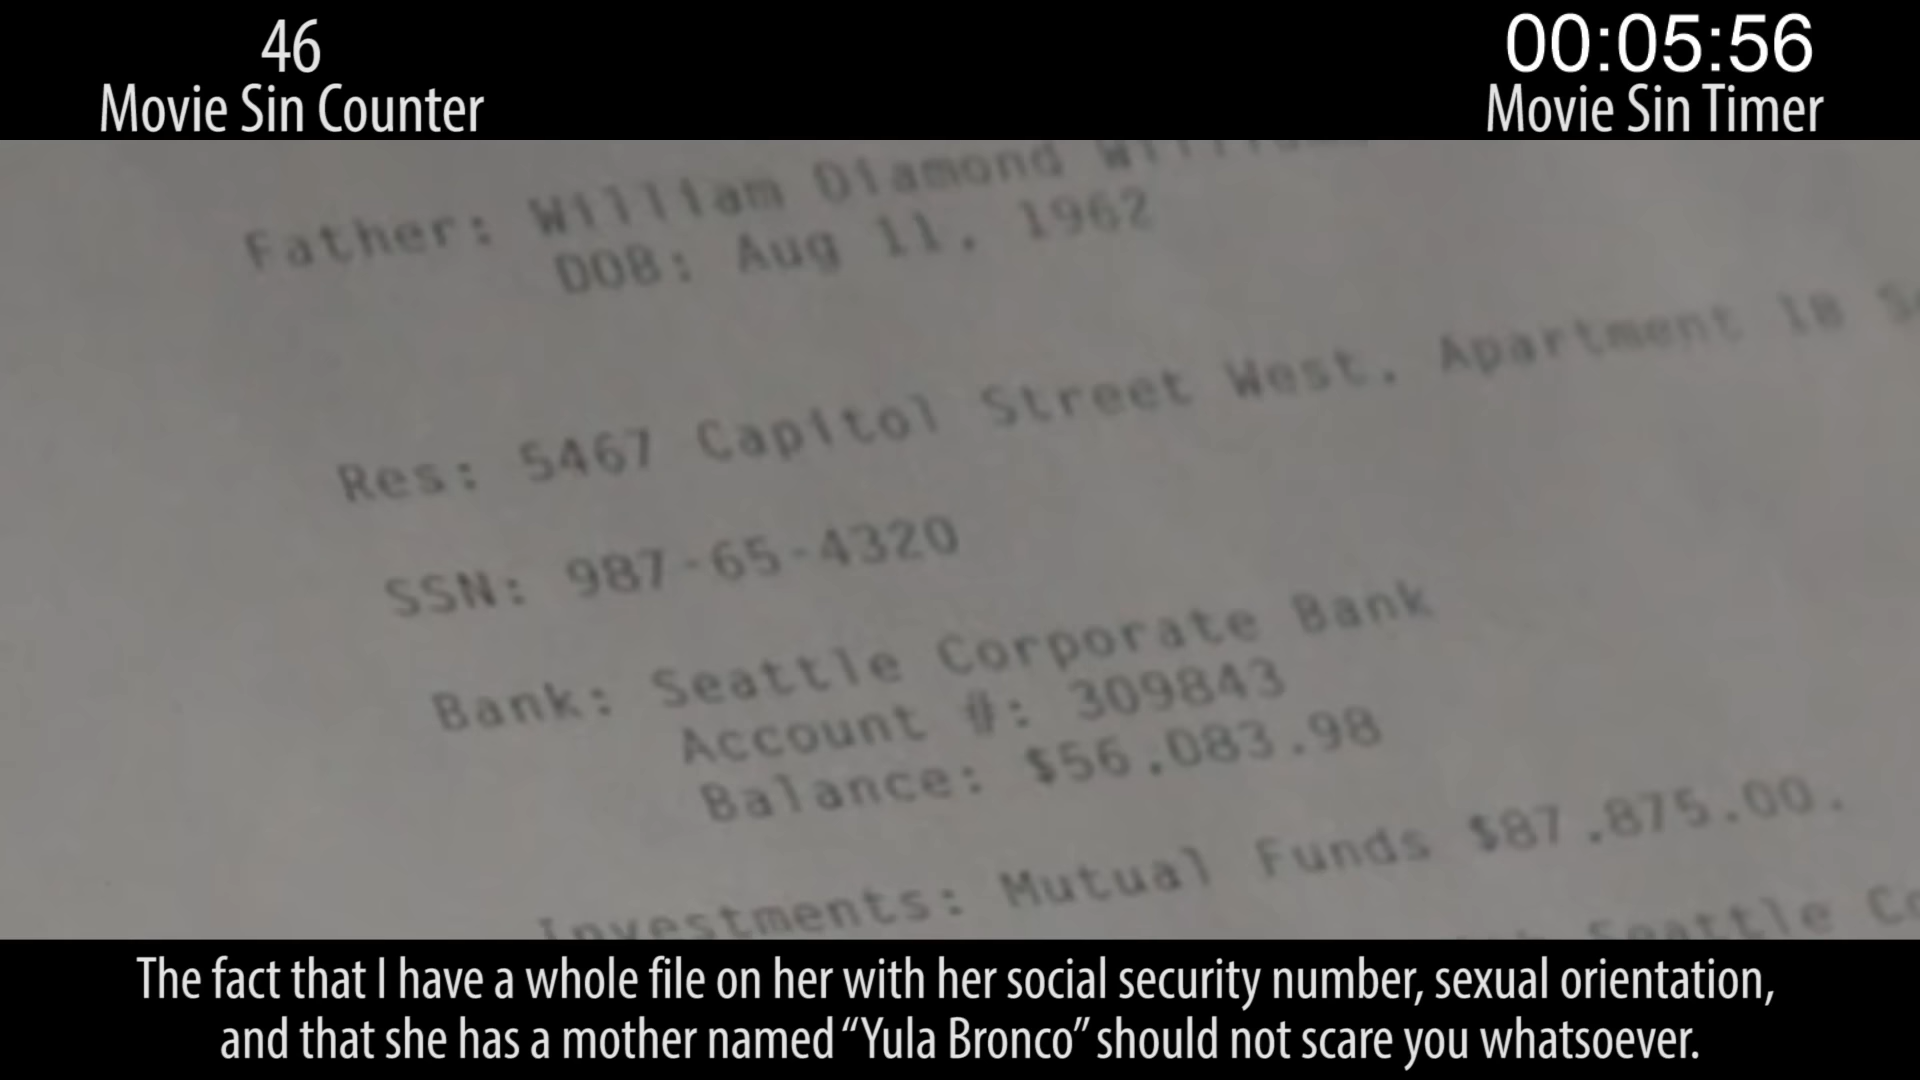 46
Movie Sin Counter
00:05:56
Movie Sin Timer
Father: William Diamond
DOB: Aug 11, 1962
Res: 5467 Capitol Street West, Apartment 18
SSN: 987-65-4320
Bank: Seattle Corporate Bank
Account #: 309843
Balance: $56,083.98
Investments: Mutual Funds $87,875.00.
Seattle
The fact that I have a whole file on her with her social security number, sexual orientation,
and that she has a mother named “Yula Bronco” should not scare you whatsoever.